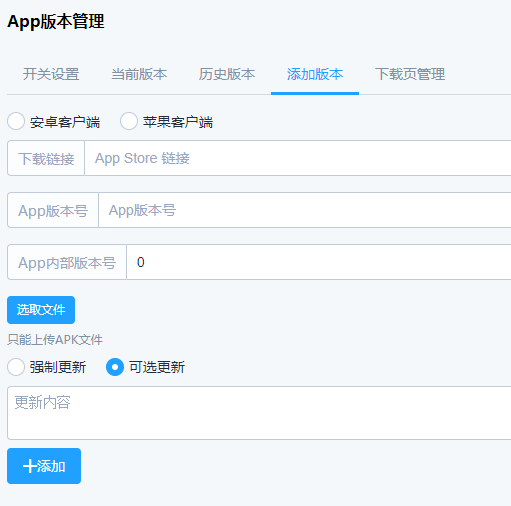 App版本管理
开关设置 当前版本 历史版本 添加版本 下载页管理
安卓客户端 苹果客户端
下载链接 App Store 链接
App版本号 App版本号
App内部版本号 0
选取文件
只能上传APK文件
强制更新 可选更新
更新内容
添加